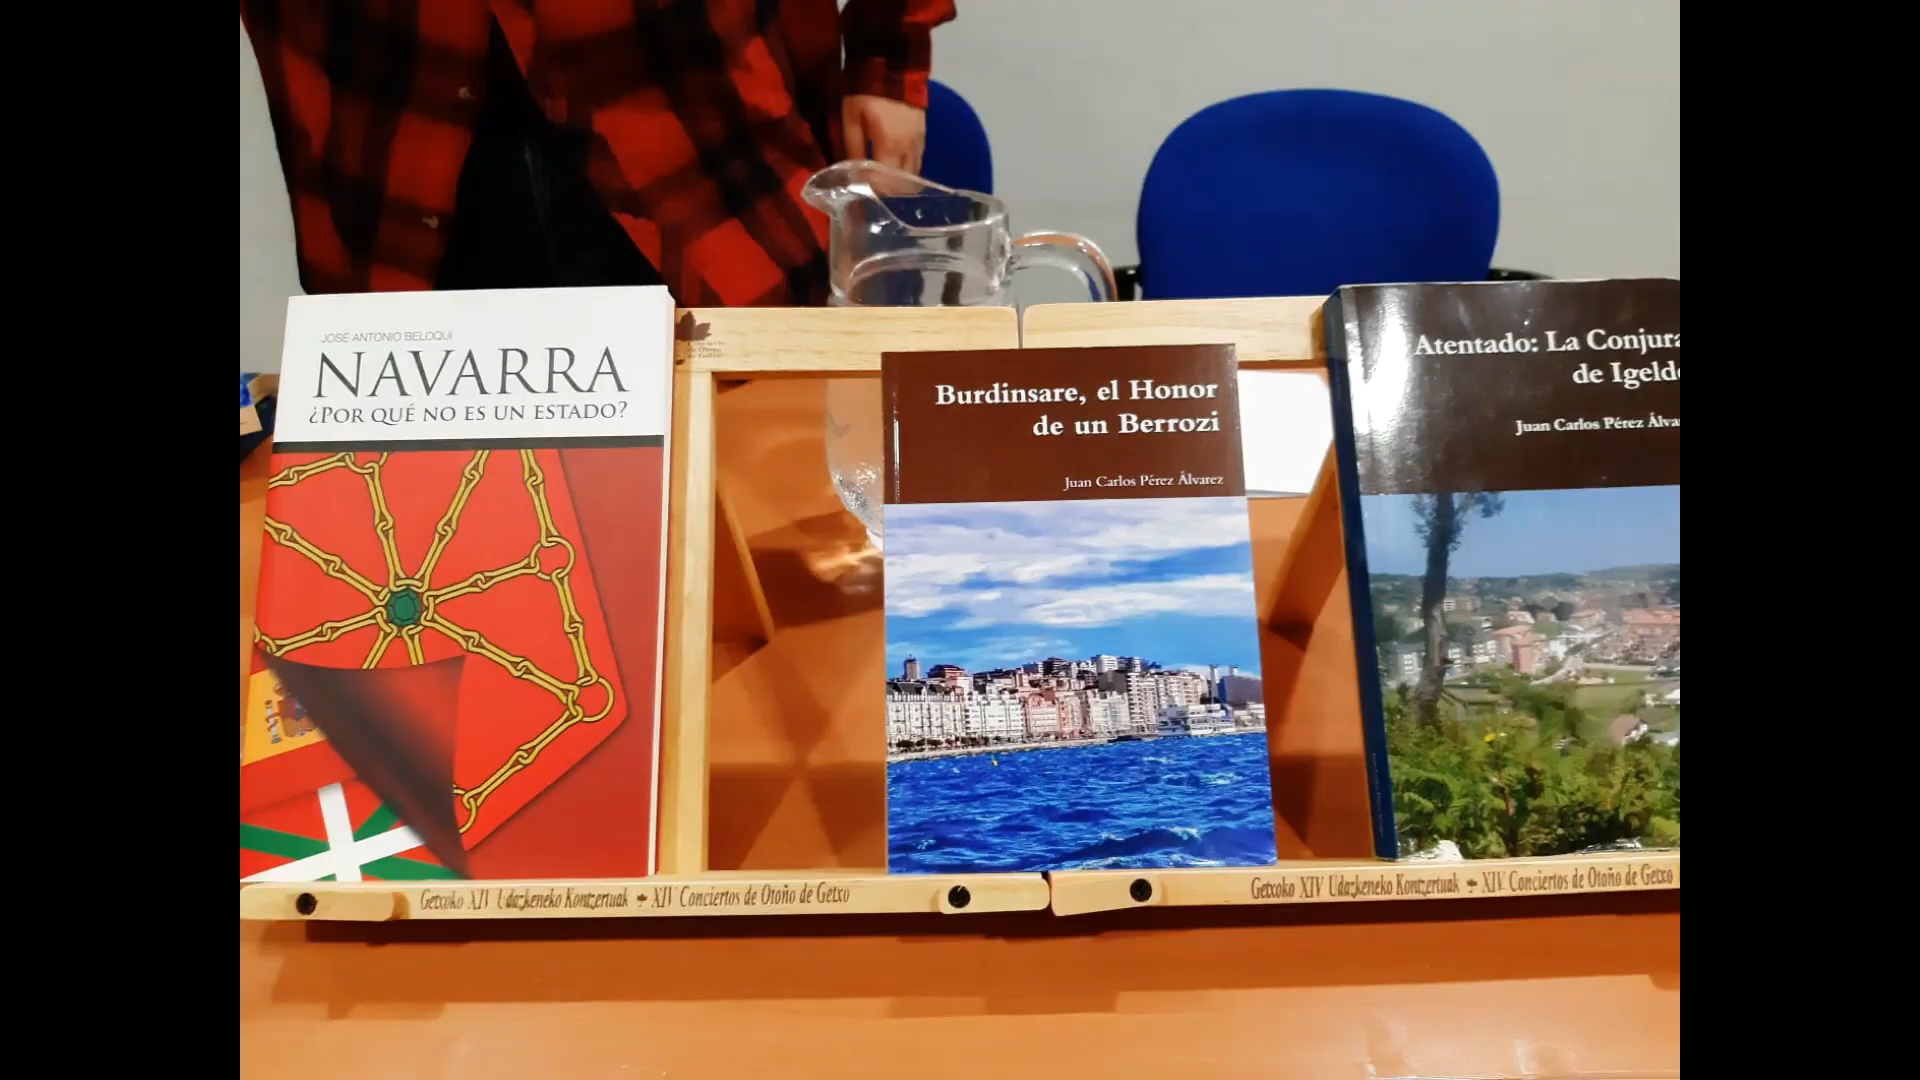 JOSE ANTONIO BELOQUI
NAVARRA
¿POR QUÉ NO ES UN ESTADO?
Burdinsare, el Honor
de un Berrozi
Juan Carlos Pérez Álvarez
Atentado: La Conjura
de Igeld
Juan Carlos Pérez Álva
Getxoko XIV Udazkeneko Kontzertuak XIV Conciertos de Otoño de Getxo
Getxoko XIV Udazkeneko Kontzertuak XIV Conciertos de Otoño de Getxo